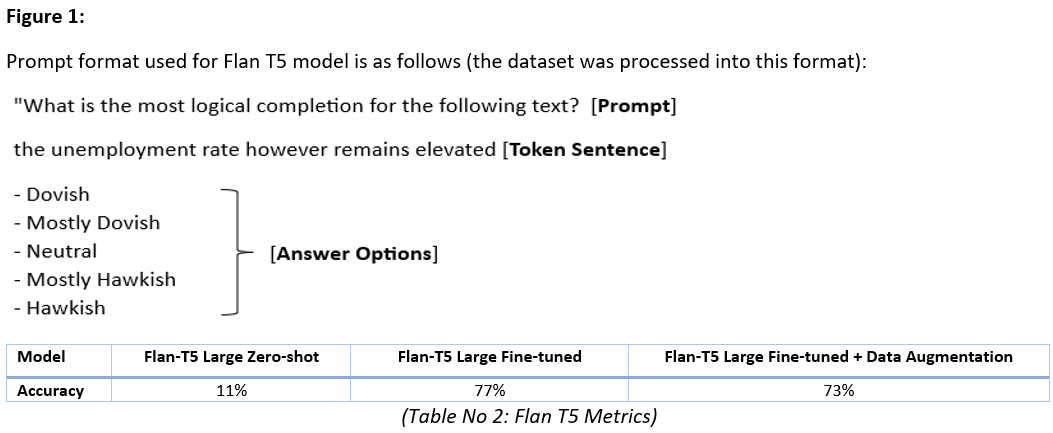 Figure 1:
Prompt format used for Flan T5 model is as follows (the dataset was processed into this format):
"What is the most logical completion for the following text?  [Prompt]
the unemployment rate however remains elevated [Token Sentence]
- Dovish
- Mostly Dovish
- Neutral
[Answer Options]
- Mostly Hawkish
- Hawkish
Model Flan-T5 Large Zero-shot Flan-T5 Large Fine-tuned Flan-T5 Large Fine-tuned + Data Augmentation
Accuracy 11% 77% 73%
(Table No 2: Flan T5 Metrics)